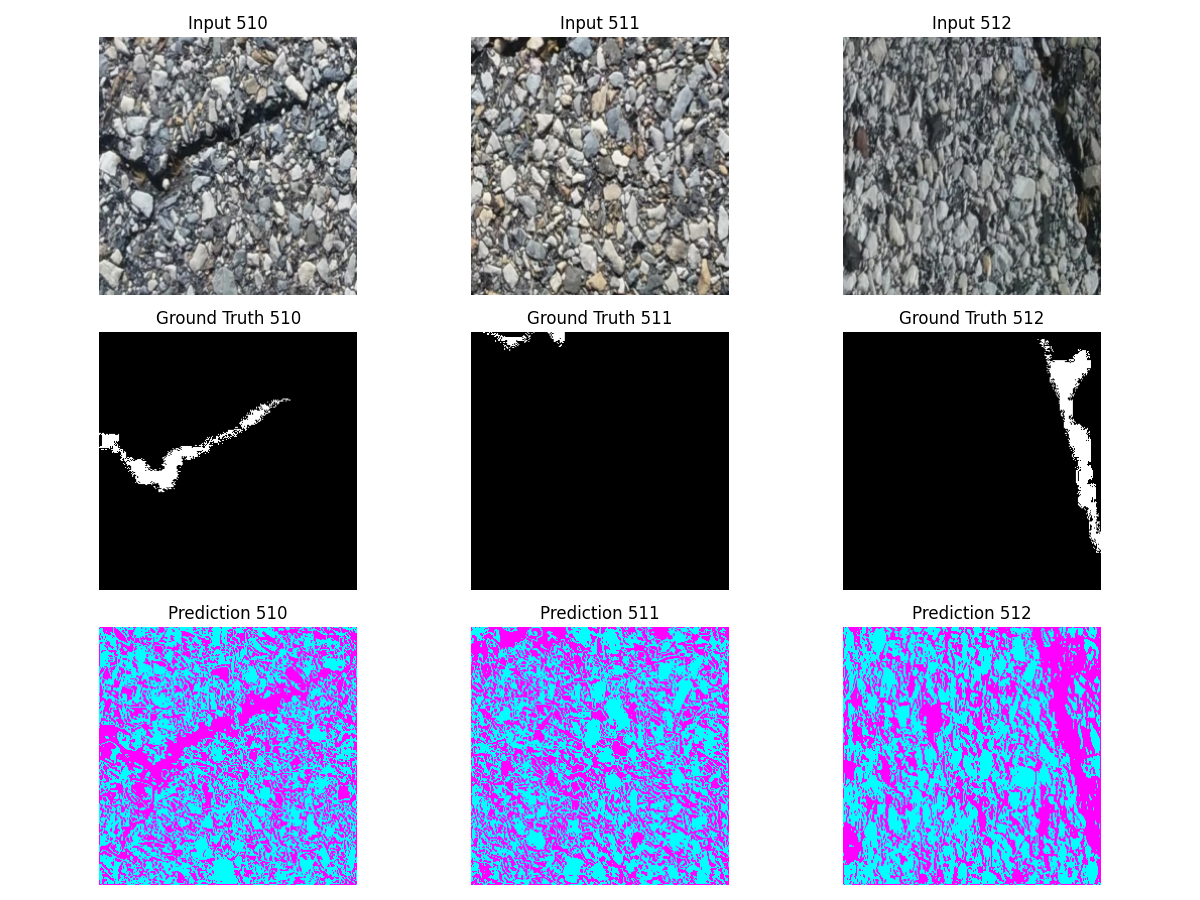 Input 510
Input 511
Input 512
Ground Truth 510
Ground Truth 511
Ground Truth 512
Prediction 510
Prediction 511
Prediction 512